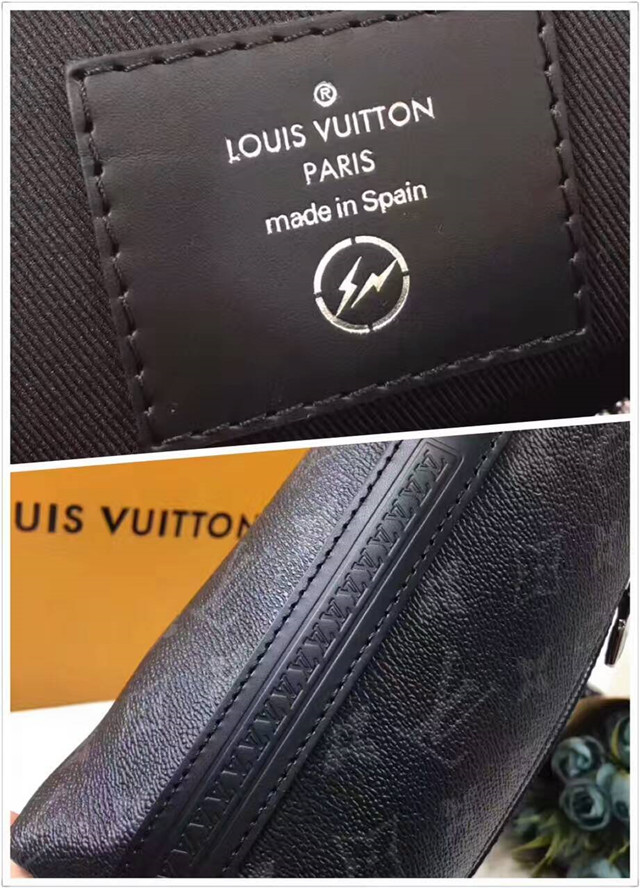 ®
LOUIS VUITTON
PARIS
made in Spain
UIS VUITTON